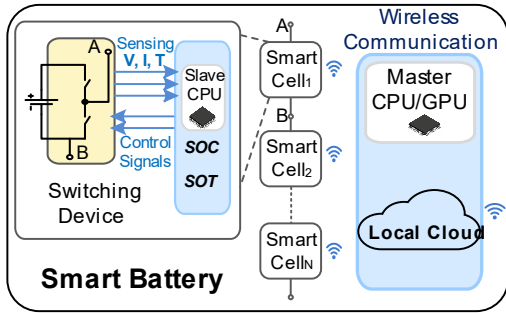 A
Sensing
V, I, T
Slave
CPU
Control
Signals
B
SOC
SOT
Switching
Device
Smart Battery
A
Smart
Cell1
B
Smart
Cell2
Smart
CellN
Wireless
Communication
Master
CPU/GPU
Local Cloud